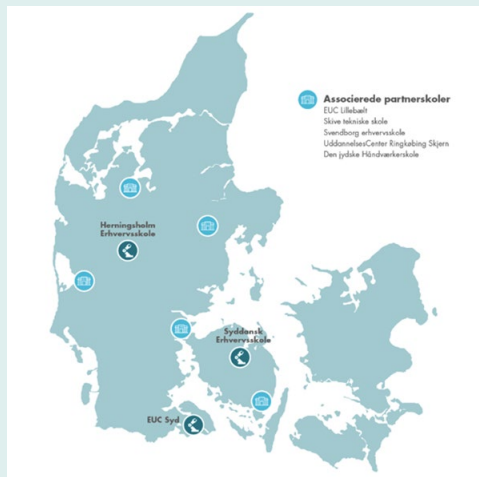 Associerede partnerskoler
EUC Lillebælt
Skive tekniske skole
Svendborg erhvervsskole
UddannelsesCenter Ringkøbing Skjern
Den jydske Håndværkerskole
Herningsholm
Erhvervsskole
Syddansk
Erhvervsskole
EUC Syd